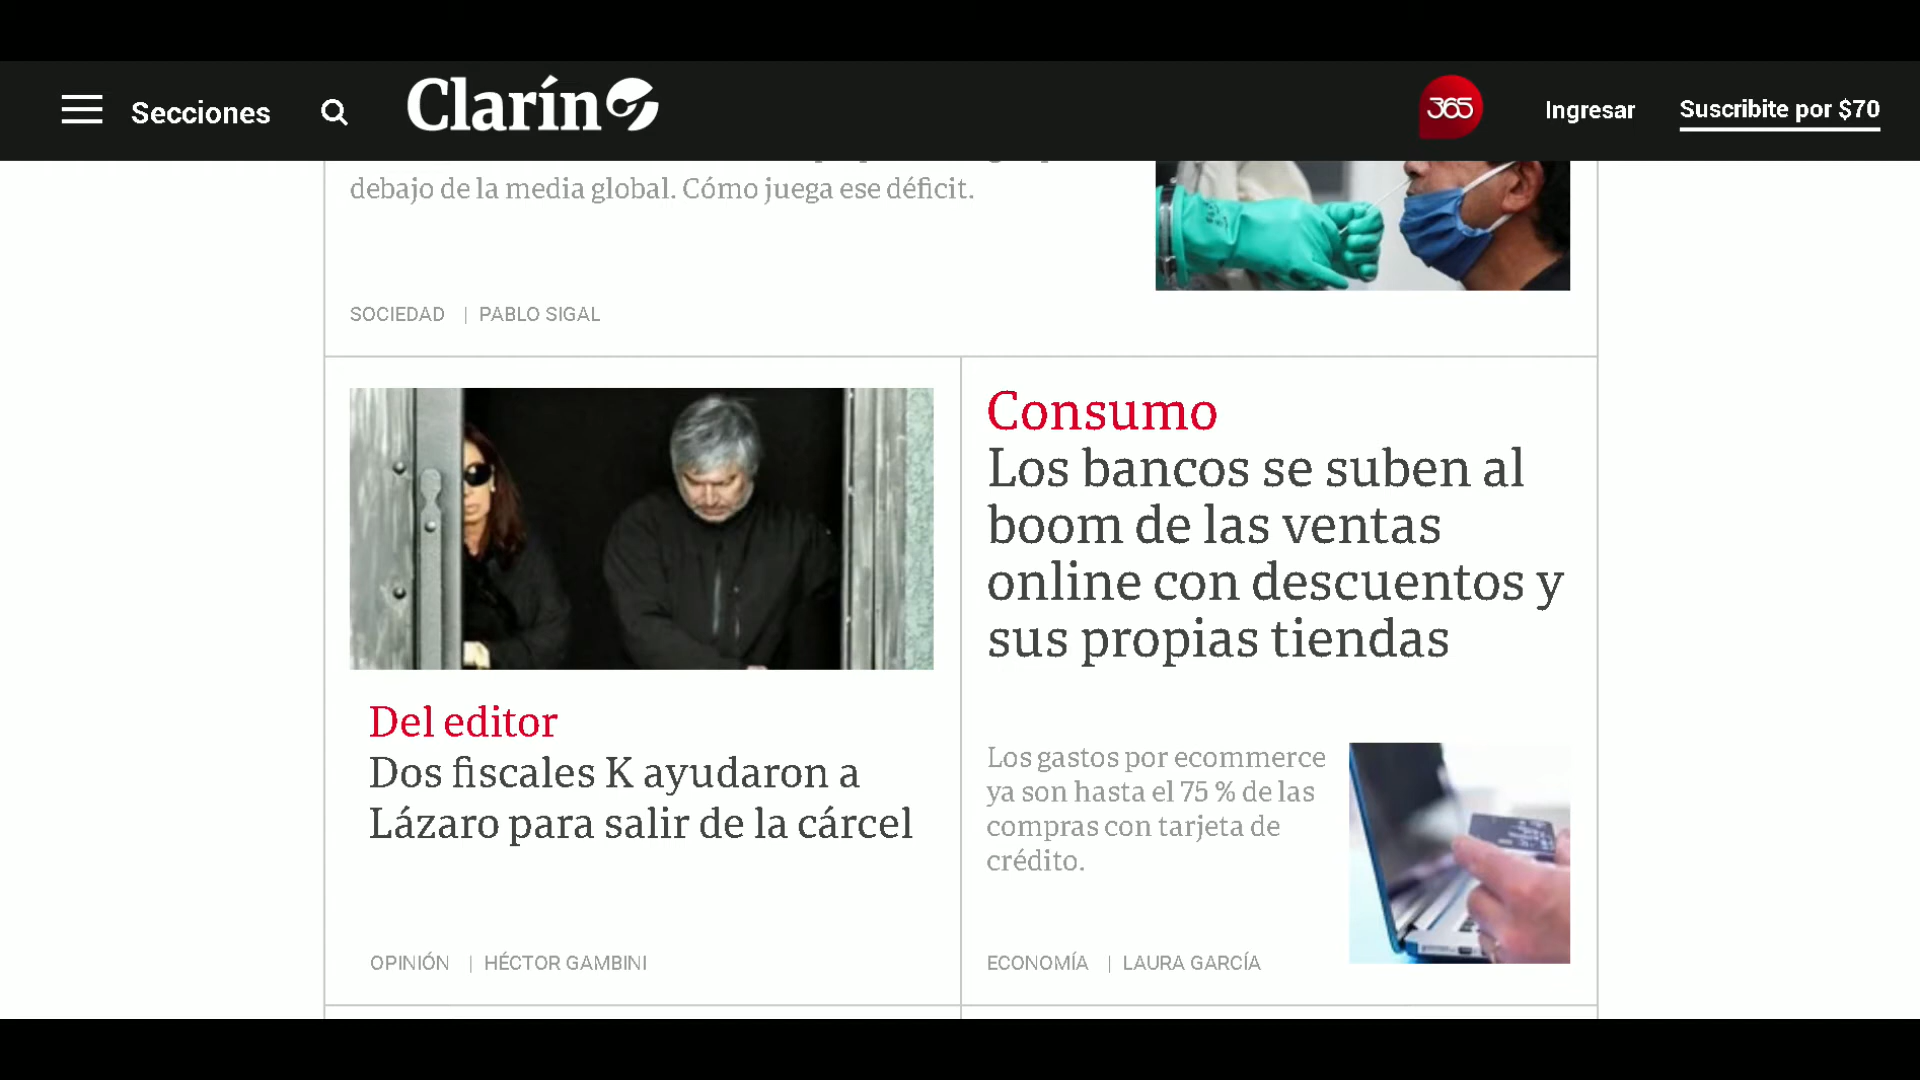 Secciones
Clarín
365
Ingresar
Suscribite por $70
debajo de la media global. Cómo juega ese déficit.
SOCIEDAD | PABLO SIGAL
Del editor
Dos fiscales K ayudaron a
Lázaro para salir de la cárcel
OPINIÓN | HÉCTOR GAMBINI
Consumo
Los bancos se suben al
boom de las ventas
online con descuentos y
sus propias tiendas
Los gastos por ecommerce
ya son hasta el 75 % de las
compras con tarjeta de
crédito.
ECONOMÍA | LAURA GARCÍA